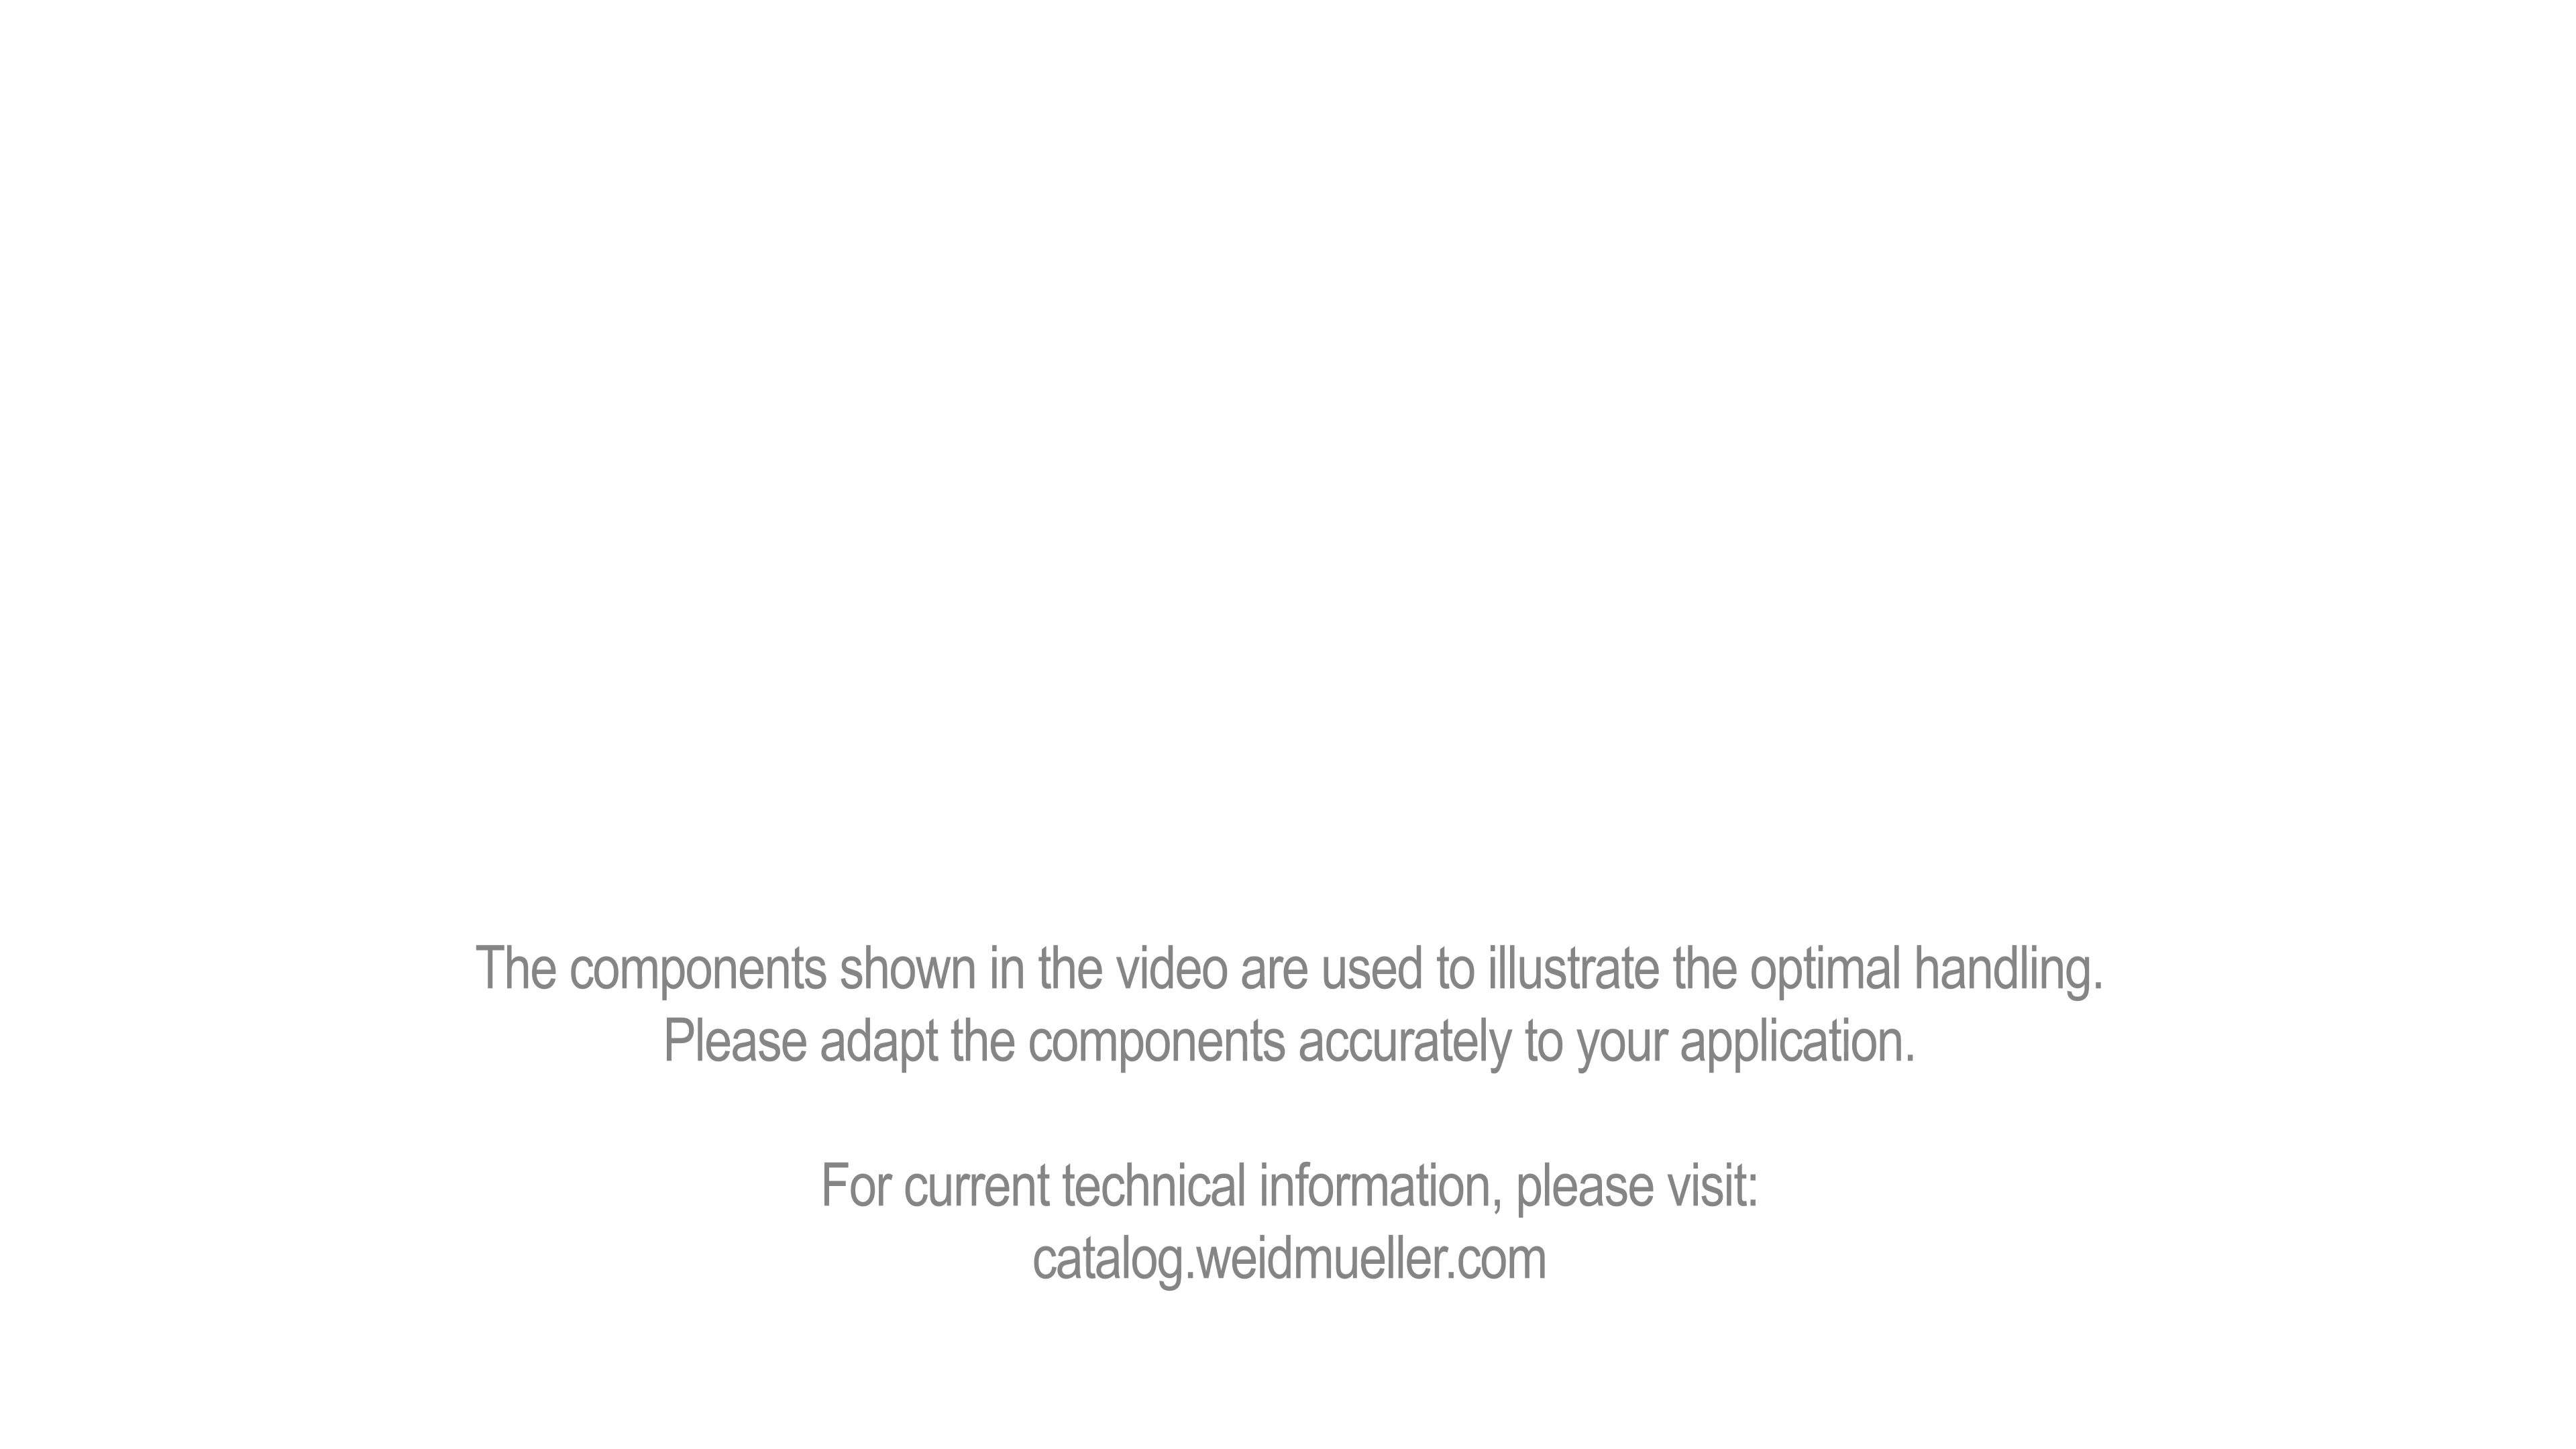 The components shown in the video are used to illustrate the optimal handling.
Please adapt the components accurately to your application.
For current technical information, please visit:
catalog.weidmueller.com